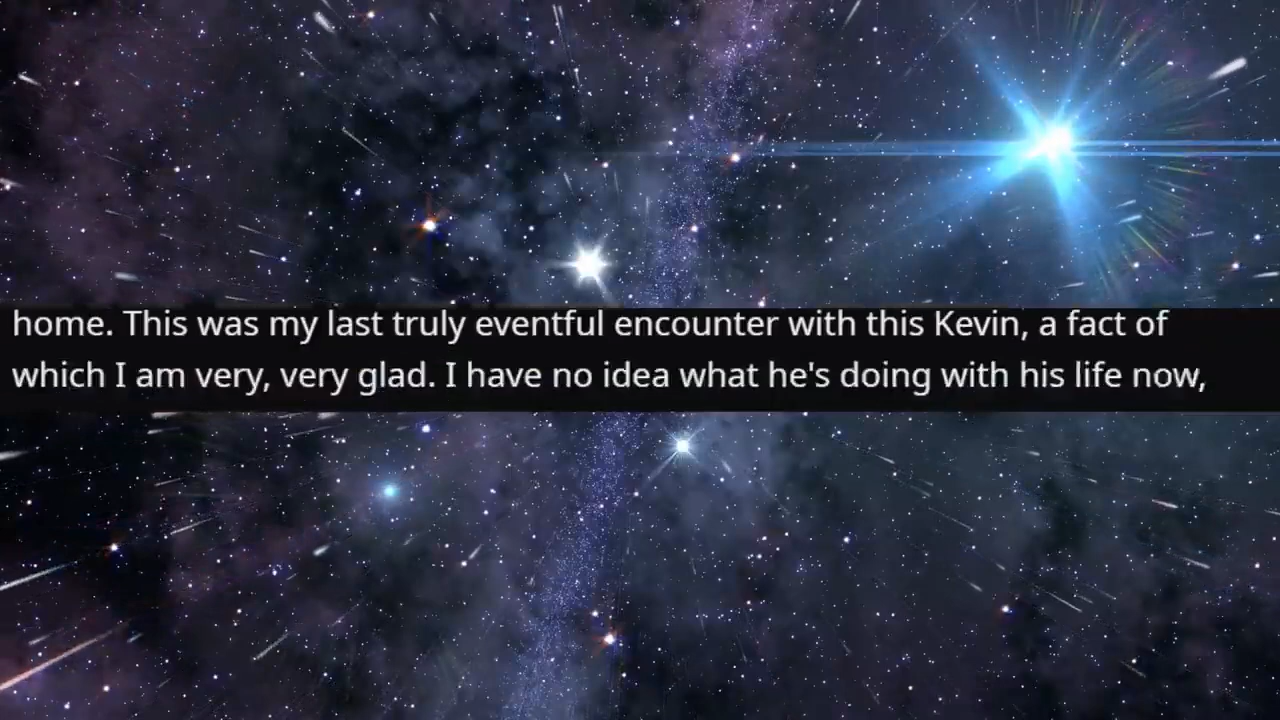 home. This was my last truly eventful encounter with this Kevin, a fact of
which I am very, very glad. I have no idea what he's doing with his life now,